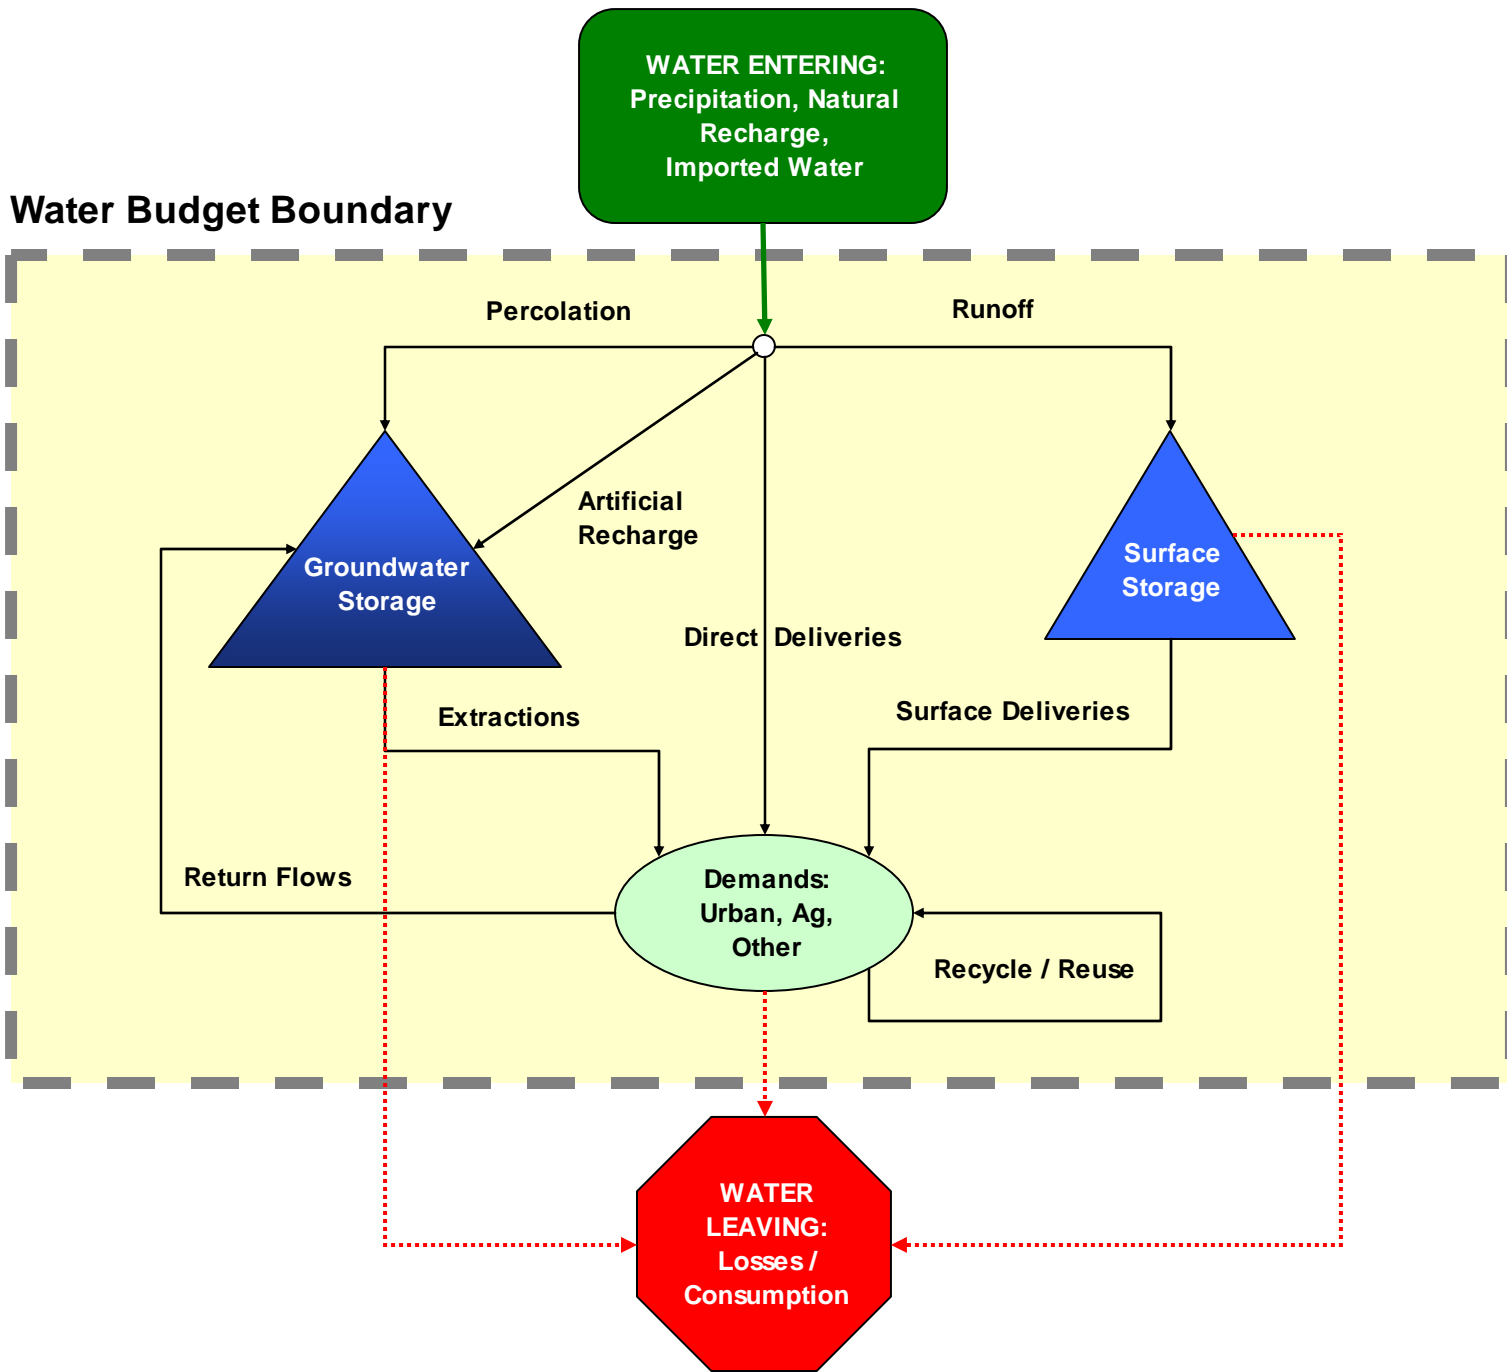 WATER ENTERING:
Precipitation, Natural
Recharge,
Imported Water
Water Budget Boundary
Percolation
Runoff
Artificial
Recharge
Groundwater
Storage
Surface
Storage
Direct Deliveries
Extractions
Surface Deliveries
Return Flows
Demands:
Urban, Ag,
Other
Recycle / Reuse
WATER
LEAVING:
Losses /
Consumption